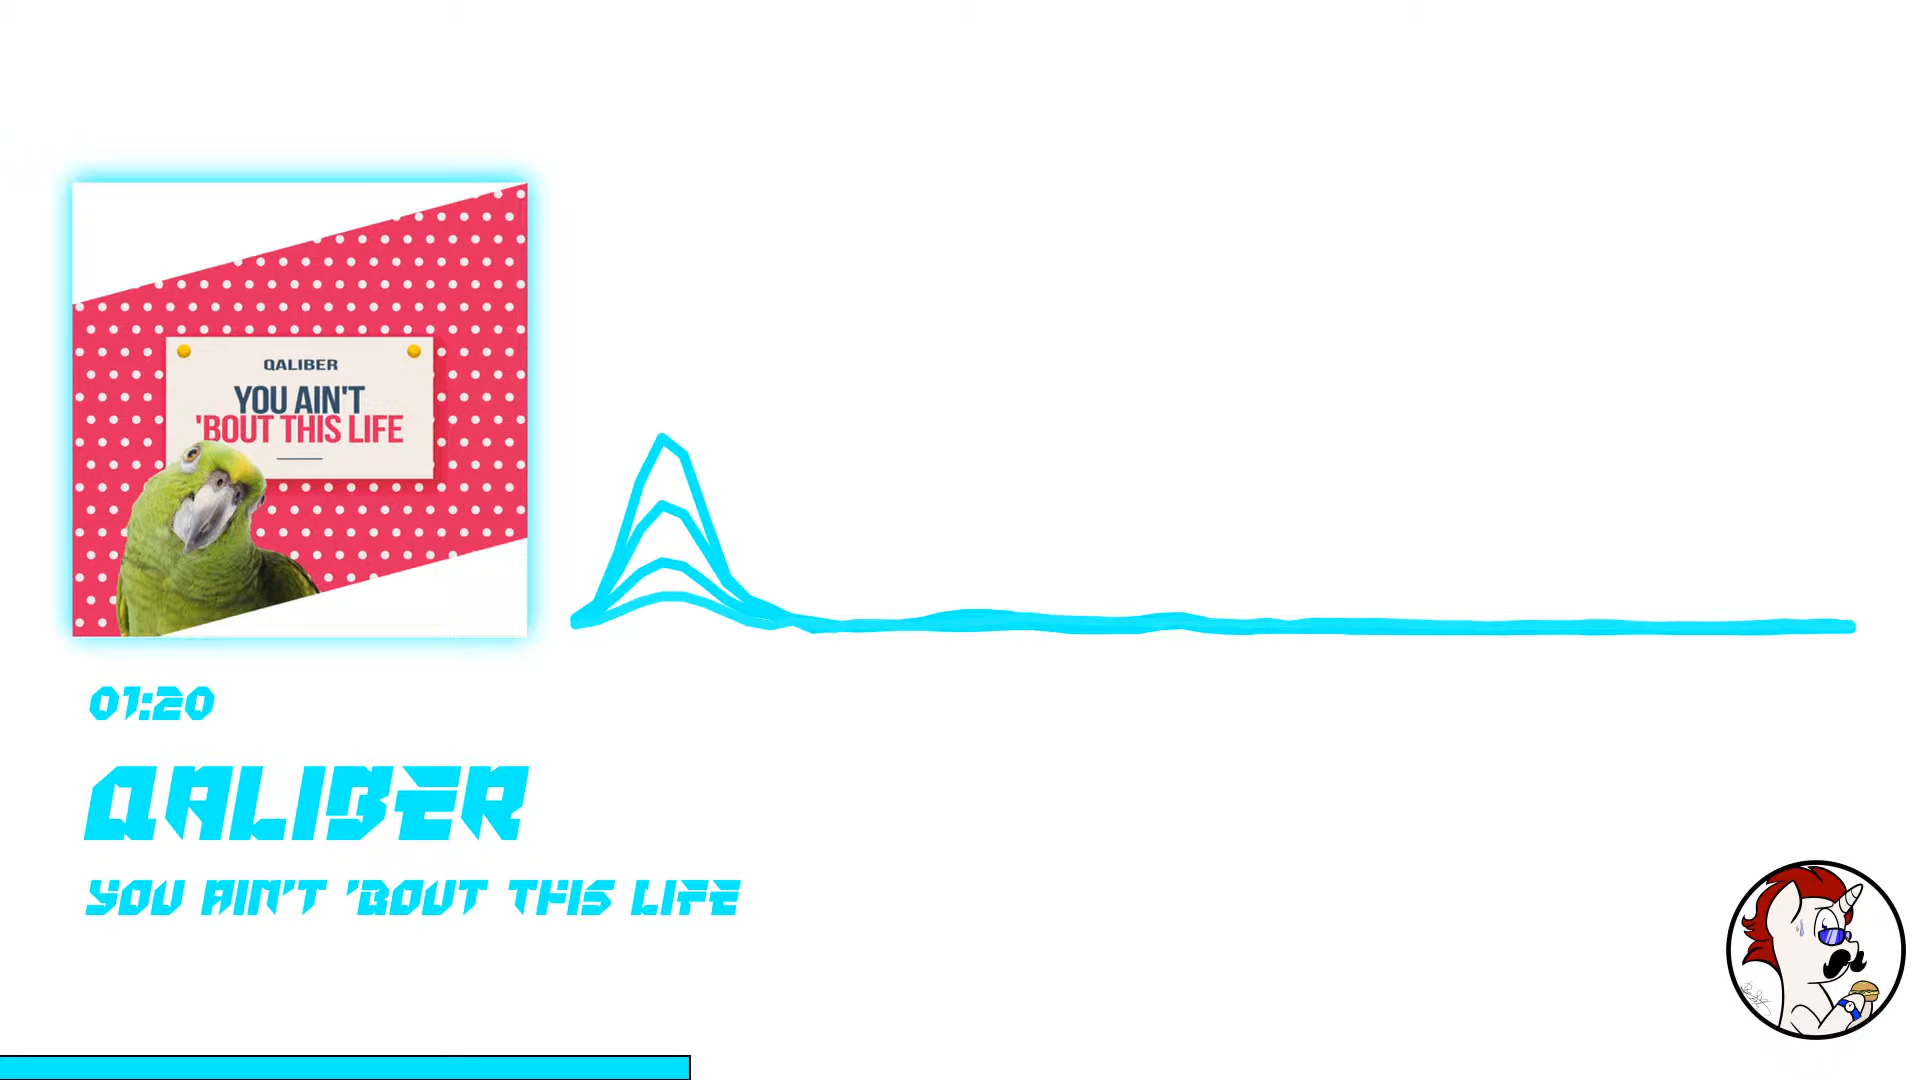 QALIBER
YOU AIN'T
'BOUT THIS LIFE
01:20
QALIBER
YOU AIN'T 'BOUT THIS LIFE